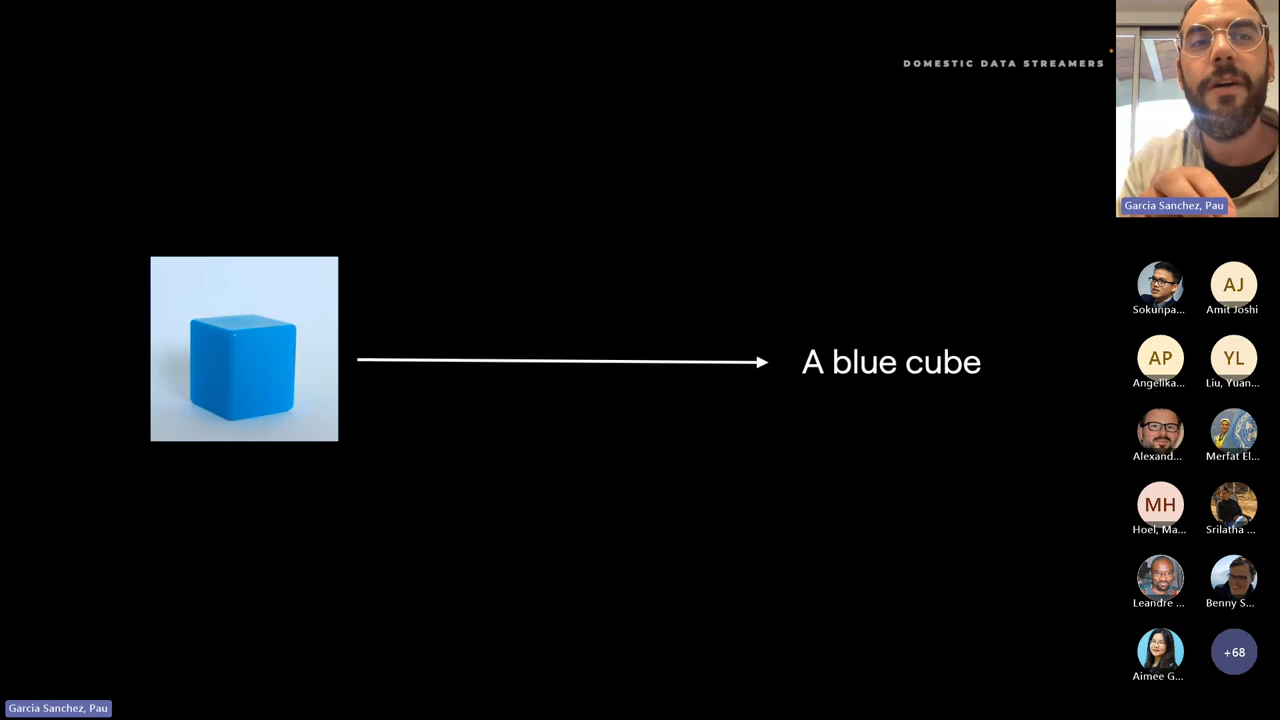 DOMESTIC DATA STREAMERS
Garcia Sanchez, Pau
A blue cube
Sokunpa...
AJ
Amit Joshi
AP
Angelika...
YL
Liu, Yuan...
Alexand...
Merfat El...
MH
Hoel, Ma...
Srilatha ...
Leandre ...
Benny S...
Aimee G...
+68
Garcia Sanchez, Pau